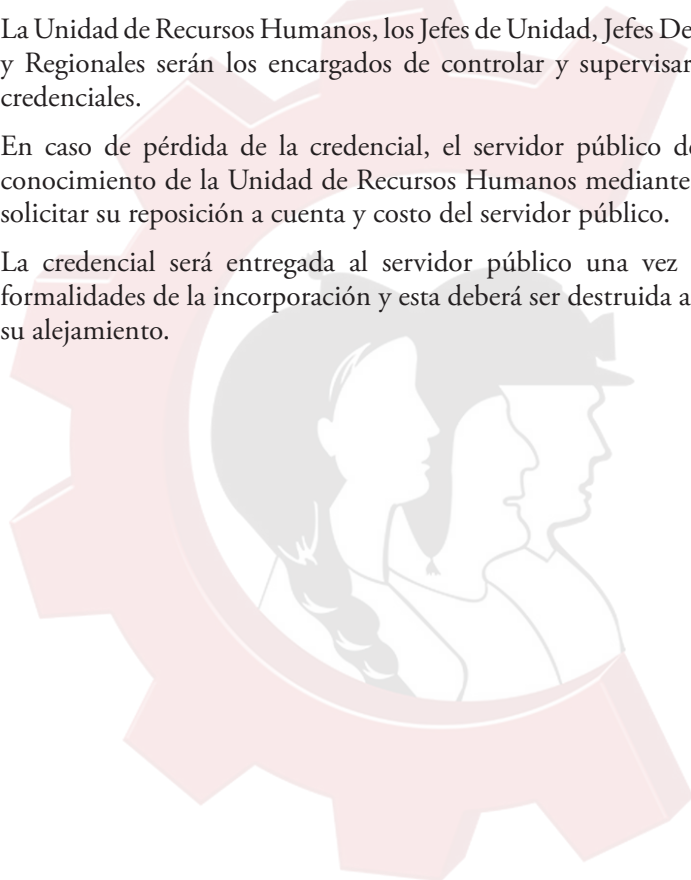 La Unidad de Recursos Humanos, los Jefes de Unidad, Jefes De
y Regionales serán los encargados de controlar y supervisar
credenciales.
En caso de pérdida de la credencial, el servidor público de
conocimiento de la Unidad de Recursos Humanos mediante
solicitar su reposición a cuenta y costo del servidor público.
La credencial será entregada al servidor público una vez
formalidades de la incorporación y esta deberá ser destruida a
su alejamiento.